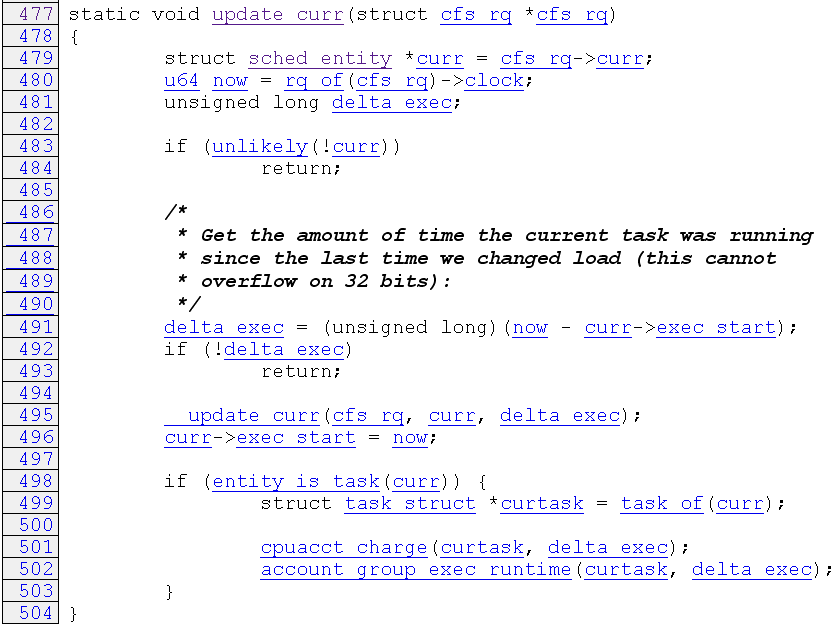 477 static void update_curr(struct cfs_rq *cfs_rq)
478 {
479         struct sched_entity *curr = cfs_rq->curr;
480         u64 now = rq_of(cfs_rq)->clock;
481         unsigned long delta_exec;
482
483         if (unlikely(!curr))
484                 return;
485
486         /*
487          * Get the amount of time the current task was running
488          * since the last time we changed load (this cannot
489          * overflow on 32 bits):
490          */
491         delta_exec = (unsigned long)(now - curr->exec_start);
492         if (!delta_exec)
493                 return;
494
495         __update_curr(cfs_rq, curr, delta_exec);
496         curr->exec_start = now;
497
498         if (entity_is_task(curr)) {
499                 struct task_struct *curtask = task_of(curr);
500
501                 cpuacct_charge(curtask, delta_exec);
502                 account_group_exec_runtime(curtask, delta_exec);
503         }
504 }